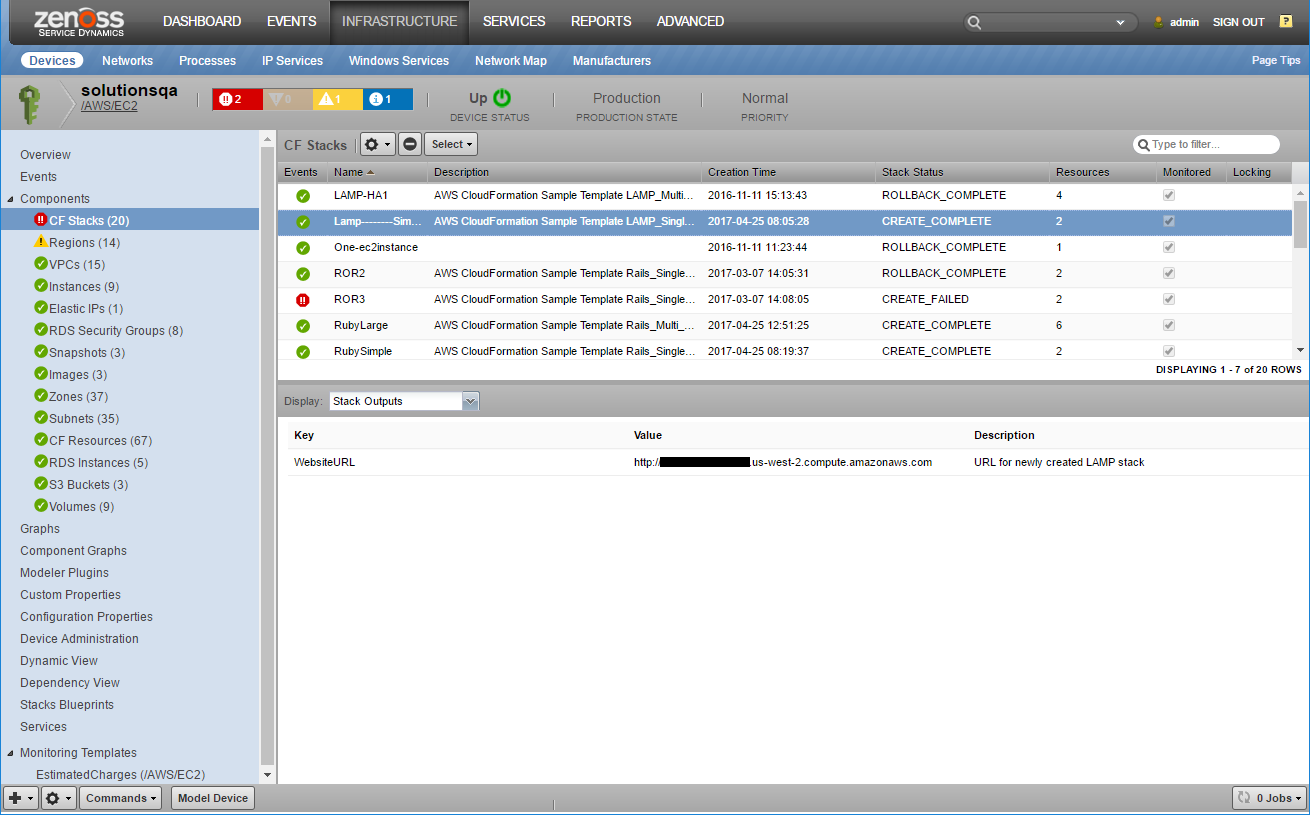 zenoss DASHBOARD EVENTS INFRASTRUCTURE SERVICES REPORTS ADVANCED admin SIGN OUT ?
SERVICE DYNAMICS
Devices Networks Processes IP Services Windows Services Network Map Manufacturers Page Tips
solutionsqa
/AWS/EC2
2 0 1 1
Up Production Normal
DEVICE STATUS PRODUCTION STATE PRIORITY
Overview
Events
Components
CF Stacks (20)
Regions (14)
VPCs (15)
Instances (9)
Elastic IPs (1)
RDS Security Groups (8)
Snapshots (3)
Images (3)
Zones (37)
Subnets (35)
CF Resources (67)
RDS Instances (5)
S3 Buckets (3)
Volumes (9)
Graphs
Component Graphs
Modeler Plugins
Custom Properties
Configuration Properties
Device Administration
Dynamic View
Dependency View
Stacks Blueprints
Services
Monitoring Templates
EstimatedCharges (/AWS/EC2)
CF Stacks Select Type to filter...
Events Name Description Creation Time Stack Status Resources Monitored Locking
LAMP-HA1 AWS CloudFormation Sample Template LAMP_Multi... 2016-11-11 15:13:43 ROLLBACK_COMPLETE 4
Lamp---------Sim... AWS CloudFormation Sample Template LAMP_Singl... 2017-04-25 08:05:28 CREATE_COMPLETE 2
One-ec2instance 2016-11-11 11:23:44 ROLLBACK_COMPLETE 1
ROR2 AWS CloudFormation Sample Template Rails_Single... 2017-03-07 14:05:31 ROLLBACK_COMPLETE 2
ROR3 AWS CloudFormation Sample Template Rails_Single... 2017-03-07 14:08:05 CREATE_FAILED 2
RubyLarge AWS CloudFormation Sample Template Rails_Multi_... 2017-04-25 12:51:25 CREATE_COMPLETE 6
RubySimple AWS CloudFormation Sample Template Rails_Single... 2017-04-25 08:19:37 CREATE_COMPLETE 2
DISPLAYING 1 - 7 of 20 ROWS
Display: Stack Outputs
Key Value Description
WebsiteURL http:/ .us-west-2.compute.amazonaws.com URL for newly created LAMP stack
Commands Model Device 0 Jobs